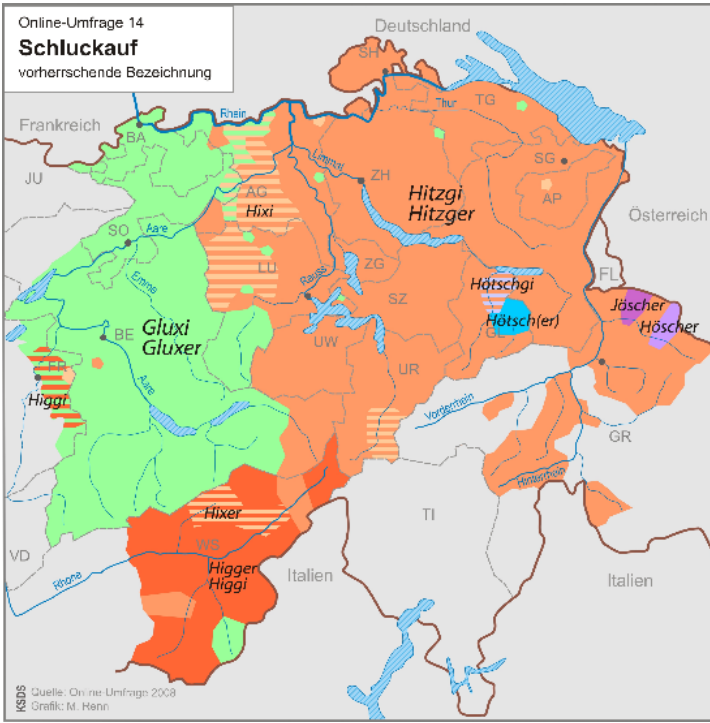 Online-Umfrage 14
Schluckauf
vorherrschende Bezeichnung
Deutschland
SH
Frankreich
Rhein
Thur
TG
BA
JU
Limmat
ZH
SG
AP
Hitzgi
Hitzger
AG
Hixi
Österreich
SO
Aare
LU
Reuss
ZG
SZ
FL
Hötschgi
Hötsch(er)
GL
Jöscher
Höscher
Emme
Gluxi
Gluxer
BE
Aare
UW
UR
FR
Higgi
Vorderrhein
GR
Hinterrhein
Hixer
TI
WS
VD
Rhone
Higger
Higgi
Italien
Italien
KSDS
Quelle: Online Umfrage 2008
Grafik: M. Renn